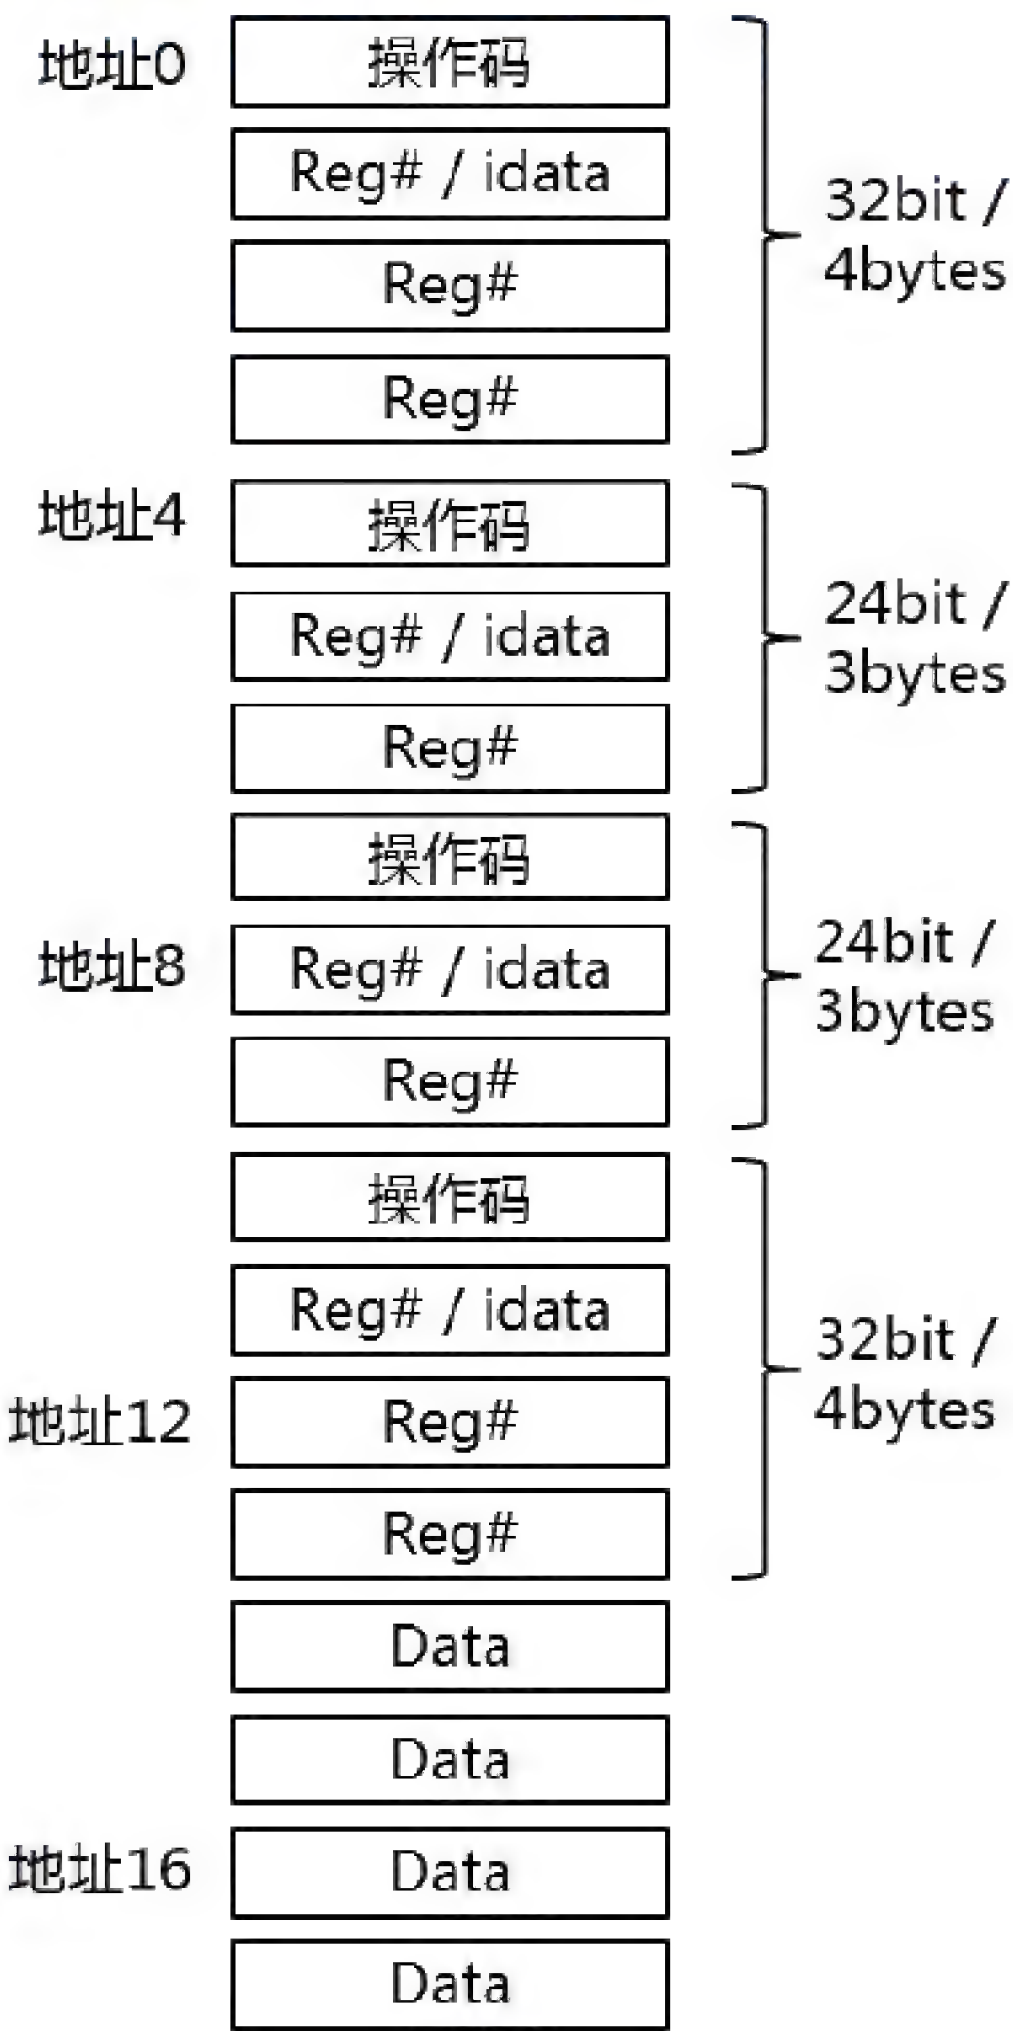 地址0
操作码
Reg# / idata
Reg#
Reg#
32bit /
4bytes
地址4
操作码
Reg# / idata
Reg#
24bit /
3bytes
操作码
地址8
Reg# / idata
Reg#
24bit /
3bytes
操作码
Reg# / idata
地址12
Reg#
Reg#
32bit /
4bytes
Data
Data
地址16
Data
Data